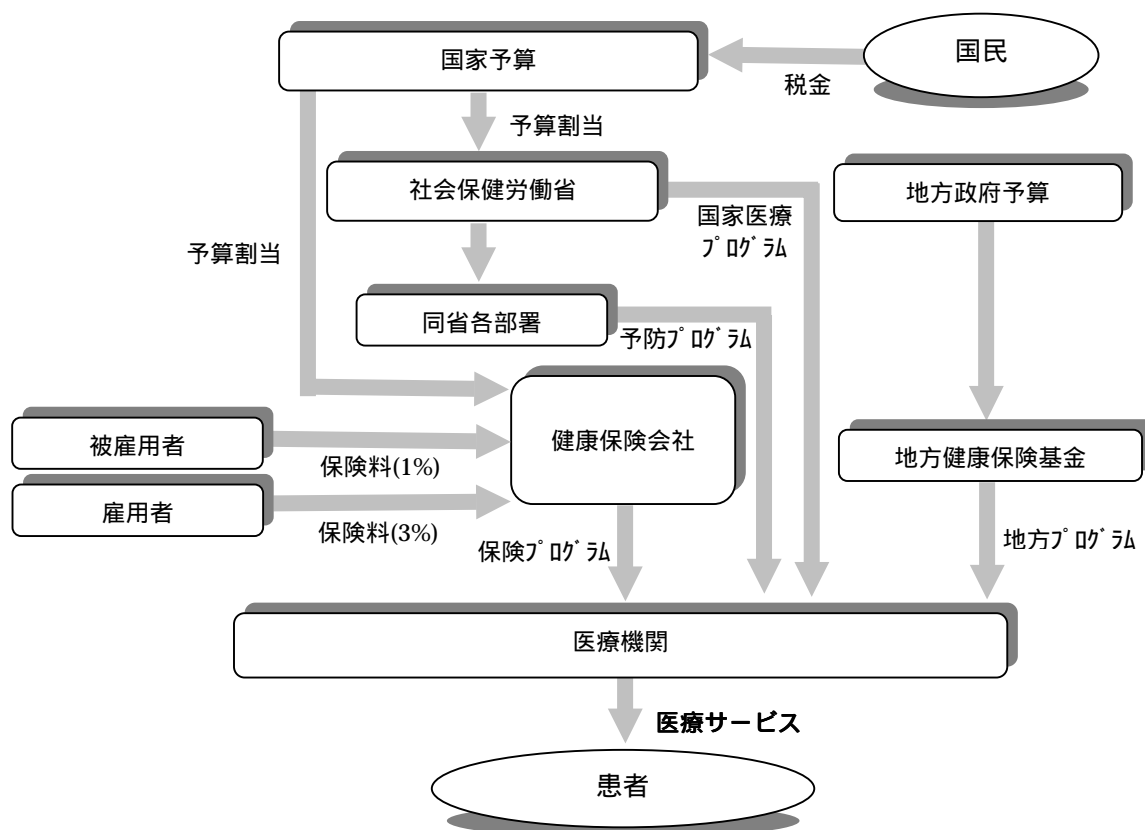 国民
国家予算
税金
予算割当
社会保健労働省
地方政府予算
国家医療
ﾌﾟﾛｸﾞﾗﾑ
予算割当
同省各部署
予防ﾌﾟﾛｸﾞﾗﾑ
被雇用者
健康保険会社
地方健康保険基金
保険料(1%)
雇用者
保険料(3%)
保険ﾌﾟﾛｸﾞﾗﾑ
地方ﾌﾟﾛｸﾞﾗﾑ
医療機関
医療サービス
患者